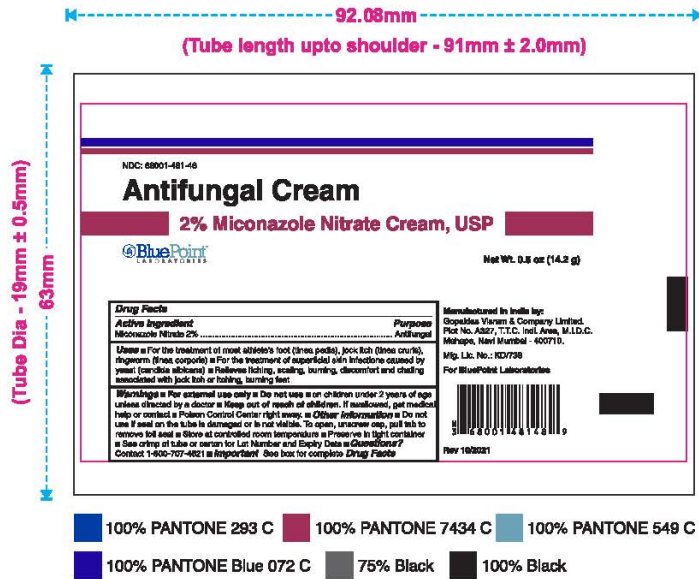 92.08mm
(Tube length upto shoulder - 91mm ± 2.0mm)
(Tube Dia - 19mm ± 0.5mm)
63mm
NDC: 68001-481-46
Antifungal Cream
2% Miconazole Nitrate Cream, USP
BluePoint
LABORATORIES
Net Wt. 0.5 oz (14.2 g)
Drug Facts
Active Ingredient Purpose
Miconazole Nitrate 2% Antifungal
Uses ■ For the treatment of most athlete's foot (tinea pedis), jock itch (tinea cruris),
ringworm (tinea corporis) ■ For the treatment of superficial skin infections caused by
yeast (candida albicans) ■ Relieves itching, scaling, burning, discomfort and chafing
associated with jock itch or itching, burning feet
Warnings ■ For external use only ■ Do not use ■ on children under 2 years of age
unless directed by a doctor ■ Keep out of reach of children. If swallowed, get medical
help or contact a Poison Control Center right away. ■ Other information ■ Do not
use if seal on the tube is damaged or is not visible. To open, unscrew cap, pull tab to
remove foil seal ■ Store at controlled room temperature ■ Preserve in tight container
■ See crimp of tube or carton for Lot Number and Expiry Date ■ Questions?
Contact 1-800-707-4621 ■ Important See box for complete Drug Facts
Manufactured in India by:
Gopaldas Visram & Company Limited.
Plot No. A327, T.T.C. Indl. Area, M.I.D.C.
Mahape, Navi Mumbai - 400710.
Mfg. Lic. No.: KD/738
For BluePoint Laboratories
N
3 68001 48148 9
Rev 10/2021
100% PANTONE 293 C
100% PANTONE 7434 C
100% PANTONE 549 C
100% PANTONE Blue 072 C
75% Black
100% Black